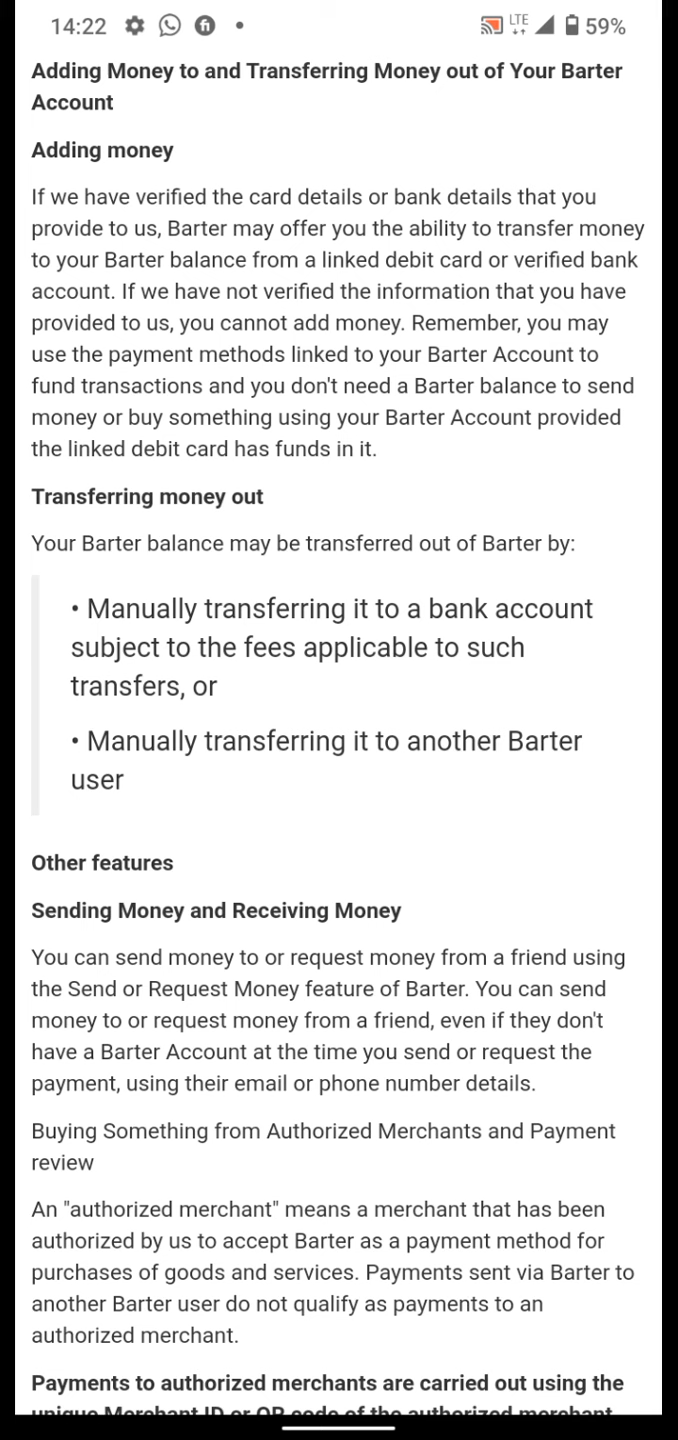 14:22
LTE
59%
Adding Money to and Transferring Money out of Your Barter
Account
Adding money
If we have verified the card details or bank details that you
provide to us, Barter may offer you the ability to transfer money
to your Barter balance from a linked debit card or verified bank
account. If we have not verified the information that you have
provided to us, you cannot add money. Remember, you may
use the payment methods linked to your Barter Account to
fund transactions and you don't need a Barter balance to send
money or buy something using your Barter Account provided
the linked debit card has funds in it.
Transferring money out
Your Barter balance may be transferred out of Barter by:
• Manually transferring it to a bank account
subject to the fees applicable to such
transfers, or
• Manually transferring it to another Barter
user
Other features
Sending Money and Receiving Money
You can send money to or request money from a friend using
the Send or Request Money feature of Barter. You can send
money to or request money from a friend, even if they don't
have a Barter Account at the time you send or request the
payment, using their email or phone number details.
Buying Something from Authorized Merchants and Payment
review
An "authorized merchant" means a merchant that has been
authorized by us to accept Barter as a payment method for
purchases of goods and services. Payments sent via Barter to
another Barter user do not qualify as payments to an
authorized merchant.
Payments to authorized merchants are carried out using the
unique Merchant ID or QR code of the authorized merchant